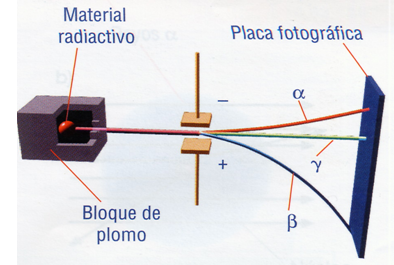 Material
radiactivo
Placa fotográfica
−
α
γ
+
β
Bloque de
plomo